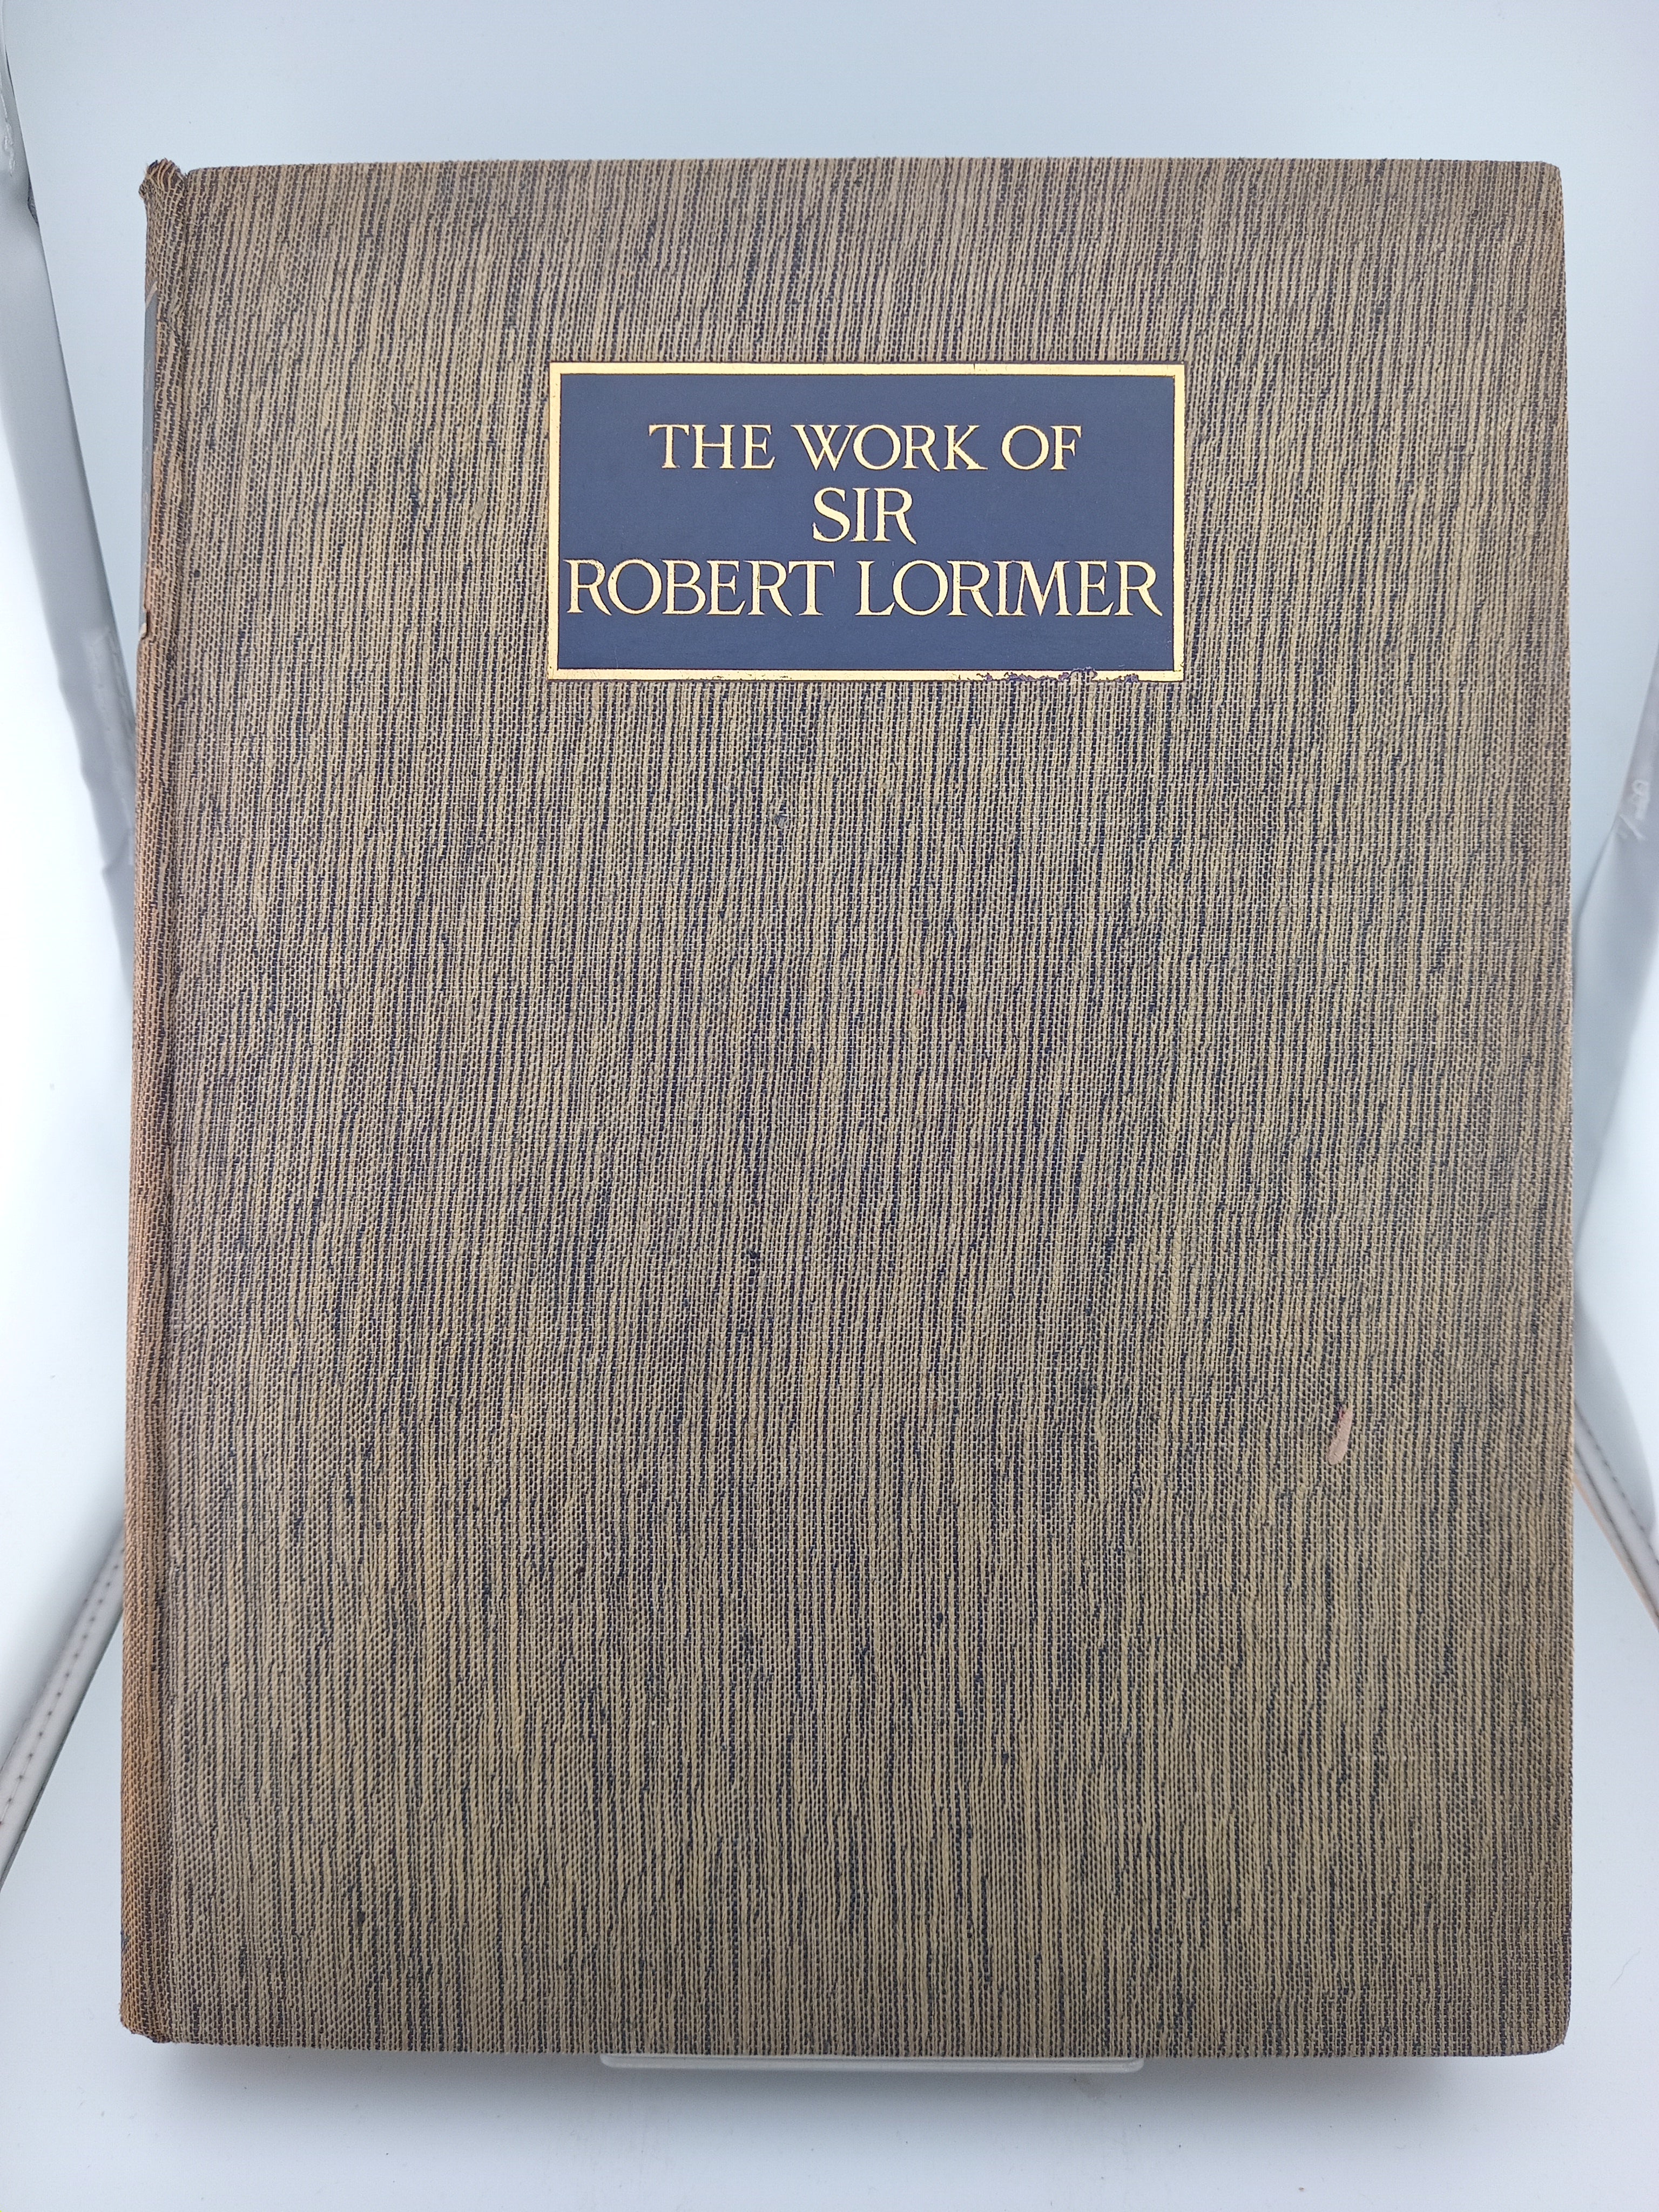 THE WORK OF
SIR
ROBERT LORIMER